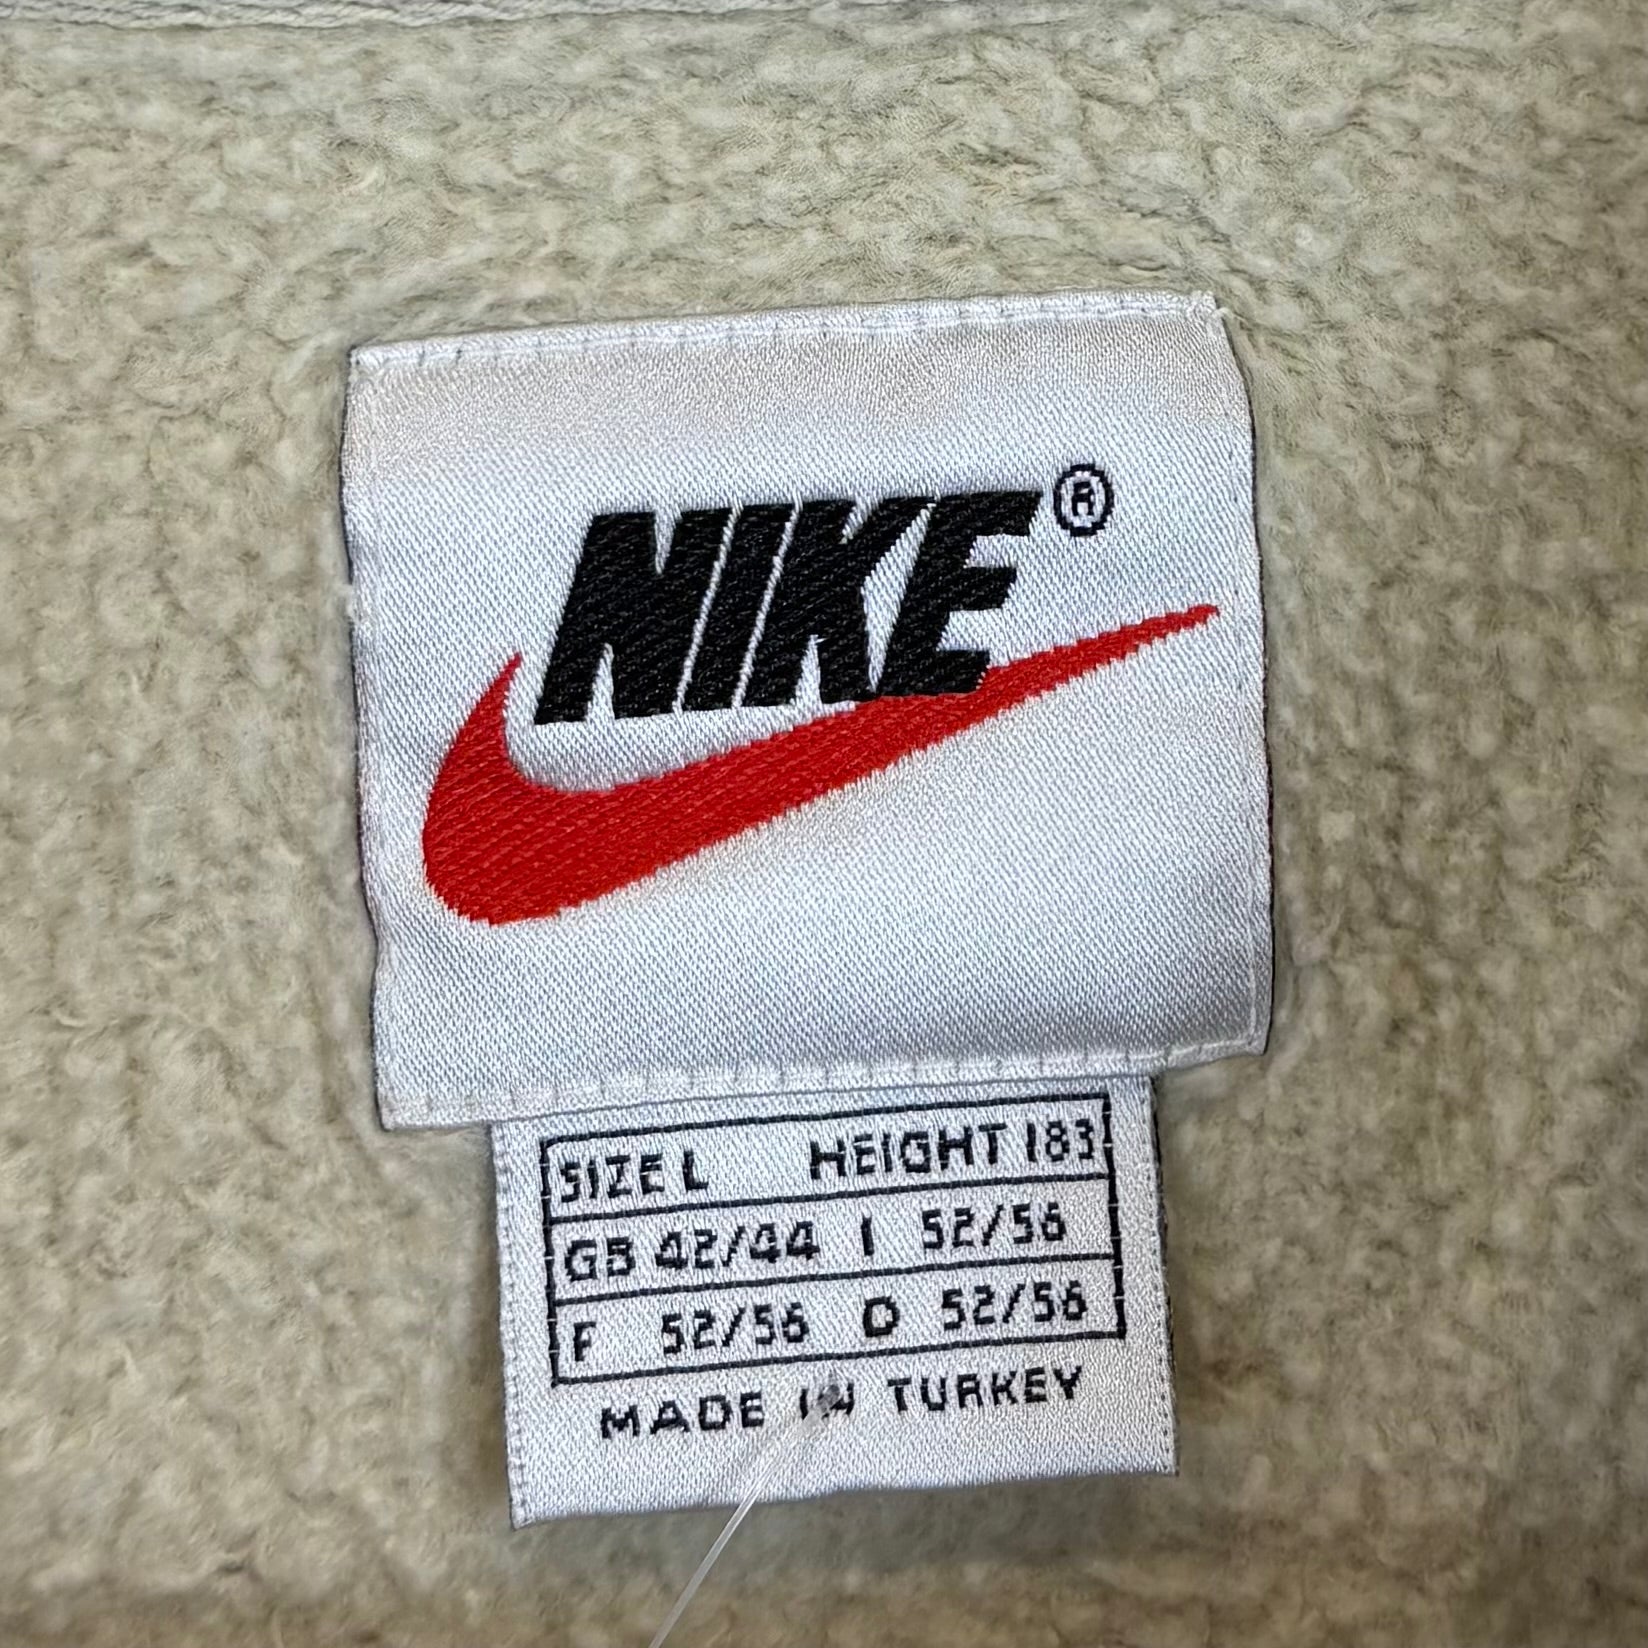 NIKE®
SIZE L HEIGHT 183
GB 42/44 I 52/56
F 52/56 D 52/56
MADE IN TURKEY